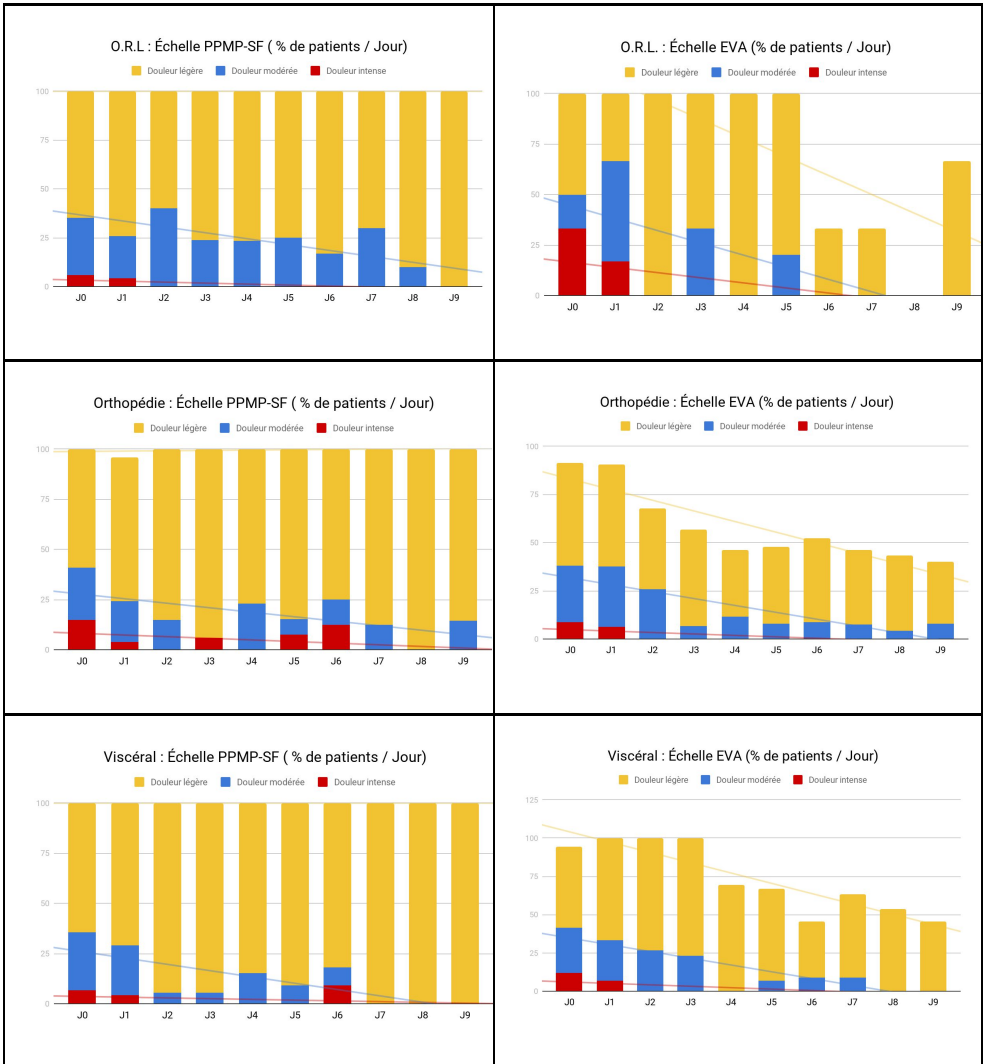 O.R.L : Échelle PPMP-SF ( % de patients / Jour)
Douleur légère Douleur modérée Douleur intense
100
75
50
25
0
J0 J1 J2 J3 J4 J5 J6 J7 J8 J9
O.R.L. : Échelle EVA (% de patients / Jour)
Douleur légère Douleur modérée Douleur intense
100
75
50
25
0
J0 J1 J2 J3 J4 J5 J6 J7 J8 J9
Orthopédie : Échelle PPMP-SF ( % de patients / Jour)
Douleur légère Douleur modérée Douleur intense
100
75
50
25
0
J0 J1 J2 J3 J4 J5 J6 J7 J8 J9
Orthopédie : Échelle EVA (% de patients / Jour)
Douleur légère Douleur modérée Douleur intense
100
75
50
25
0
J0 J1 J2 J3 J4 J5 J6 J7 J8 J9
Viscéral : Échelle PPMP-SF ( % de patients / Jour)
Douleur légère Douleur modérée Douleur intense
100
75
50
25
0
J0 J1 J2 J3 J4 J5 J6 J7 J8 J9
Viscéral : Échelle EVA (% de patients / Jour)
Douleur légère Douleur modérée Douleur intense
125
100
75
50
25
0
J0 J1 J2 J3 J4 J5 J6 J7 J8 J9